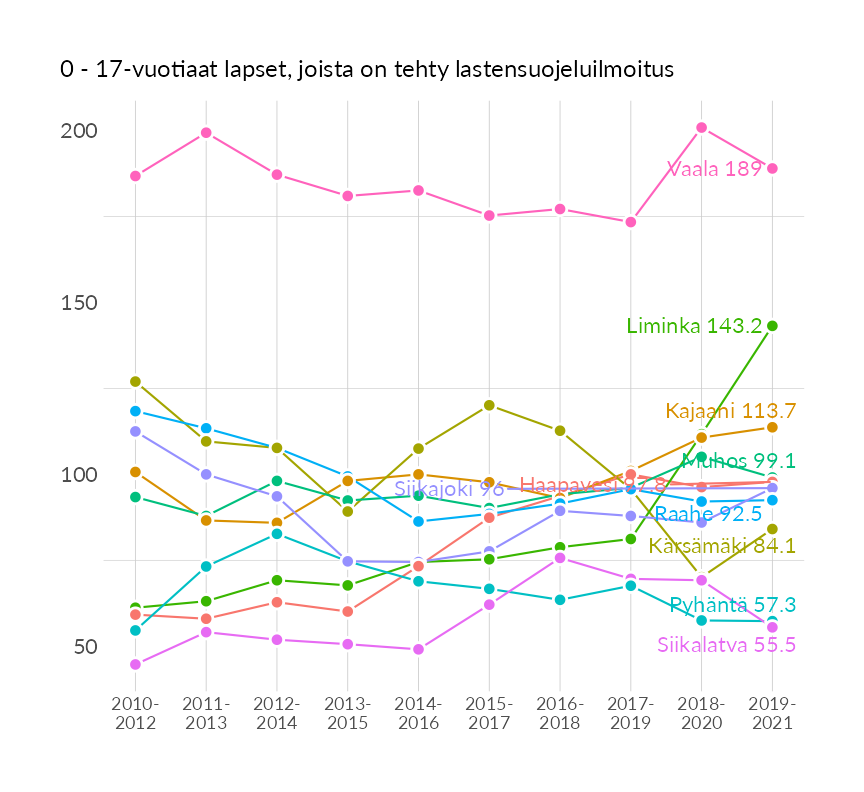 0 - 17-vuotiaat lapset, joista on tehty lastensuojeluilmoitus
200
150
100
50
Vaala 189
Liminka 143.2
Kajaani 113.7
Muhos 99.1
Siikajoki 96
Raahe 92.5
Kärsämäki 84.1
Pyhäntä 57.3
Siikalatva 55.5
2010-
2012
2011-
2013
2012-
2014
2013-
2015
2014-
2016
2015-
2017
2016-
2018
2017-
2019
2018-
2020
2019-
2021